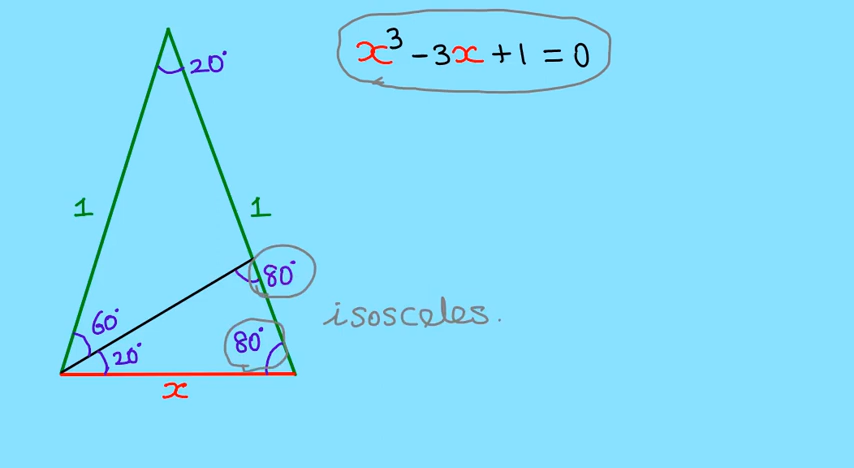 x³ - 3x + 1 = 0
20°
1
1
80°
60°
20°
80°
isosceles.
x